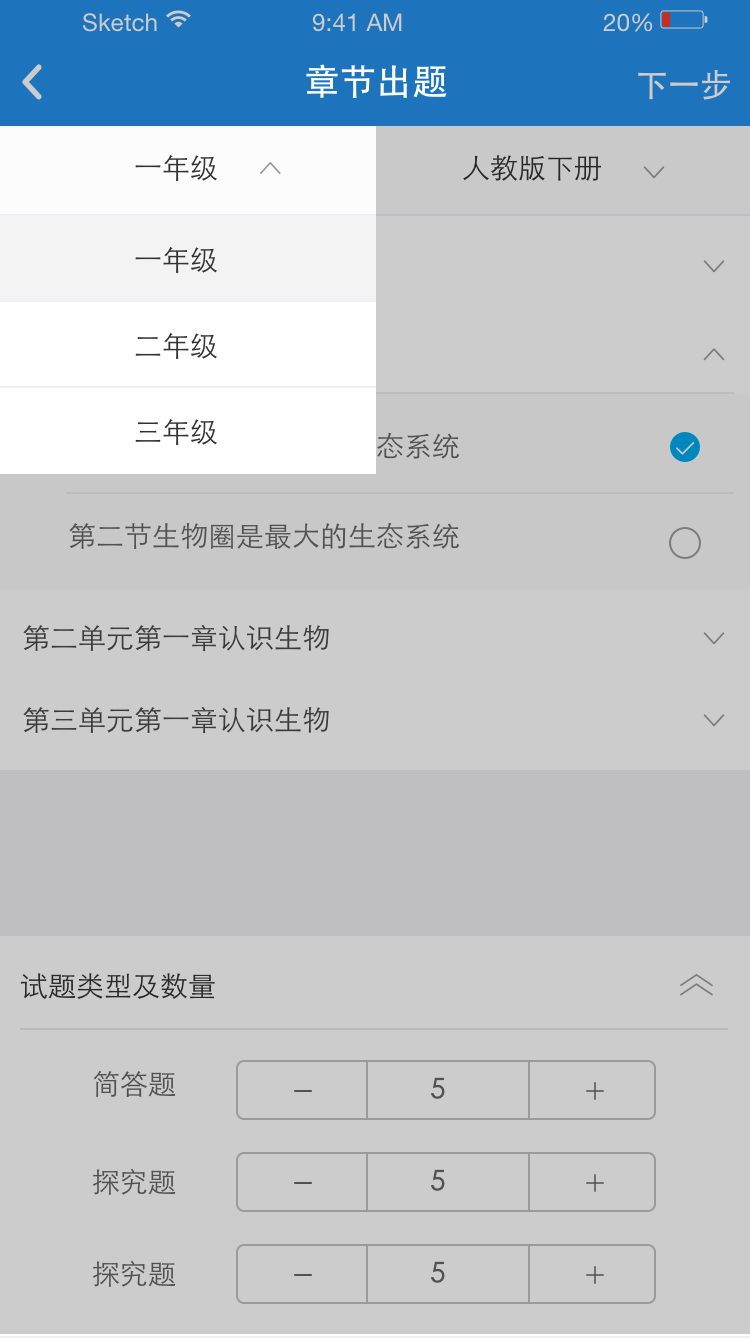 Sketch 9:41 AM 20%
章节出题 下一步
一年级 人教版下册
一年级
二年级
三年级
态系统
第二节生物圈是最大的生态系统
第二单元第一章认识生物
第三单元第一章认识生物
试题类型及数量
简答题 － 5 +
探究题 － 5 +
探究题 － 5 +